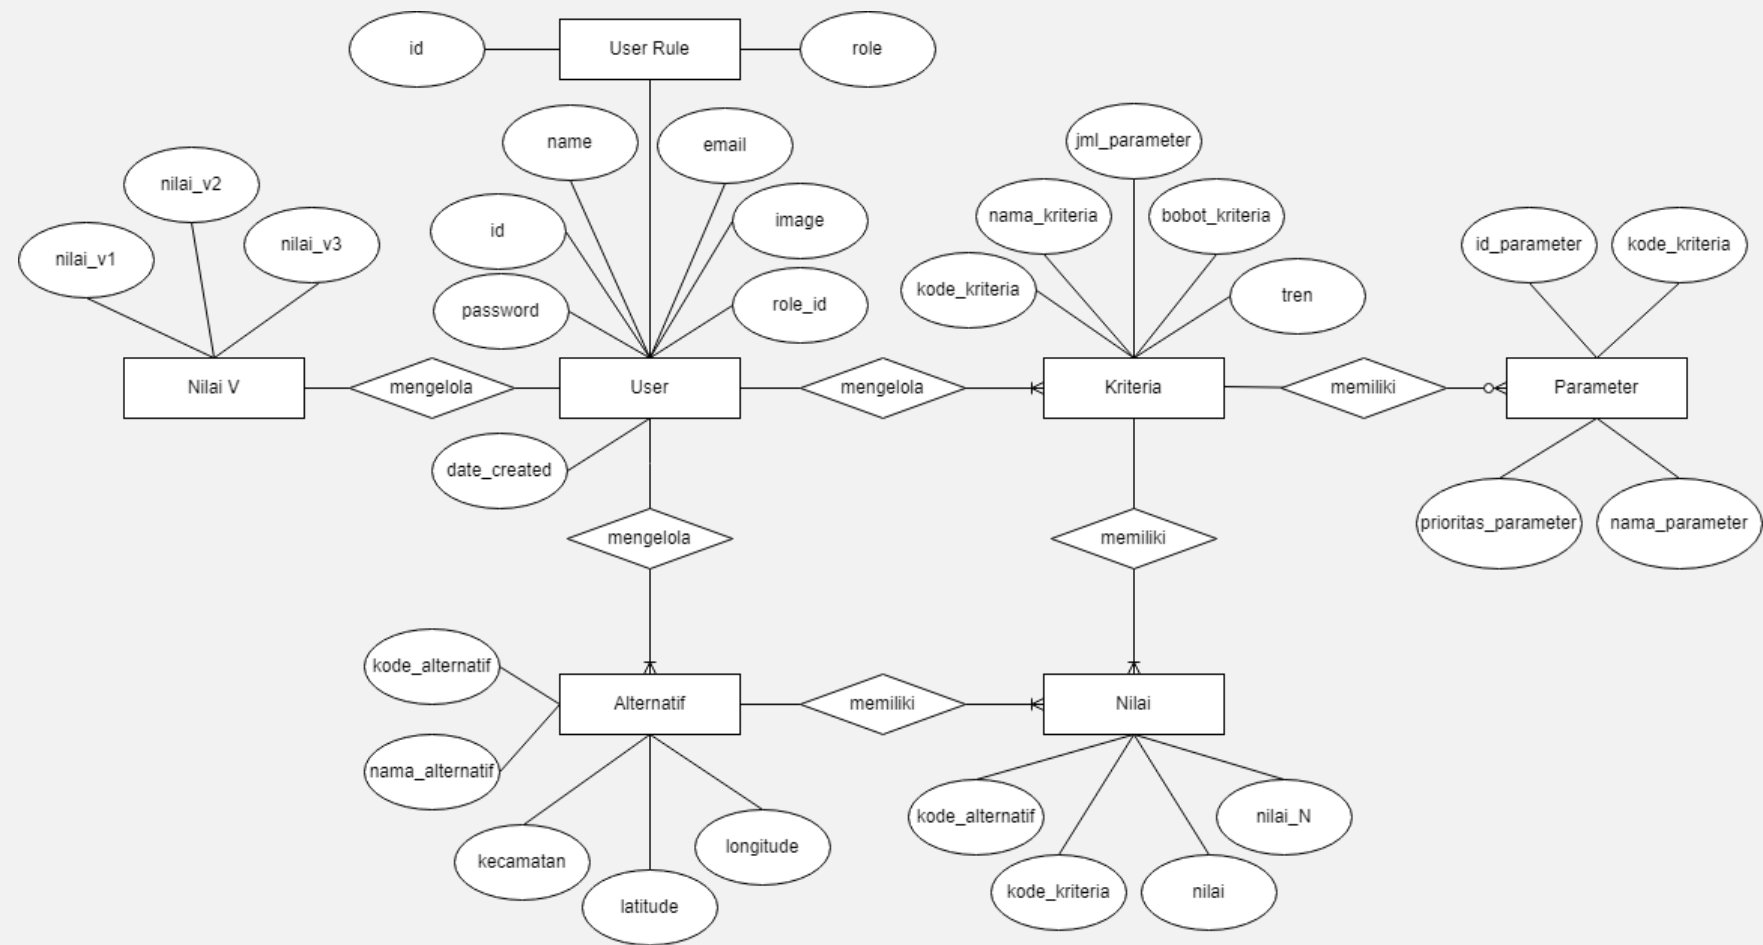 id
User Rule
role
name
email
jml_parameter
nilai_v2
nama_kriteria
bobot_kriteria
id
image
nilai_v1
nilai_v3
id_parameter
kode_kriteria
kode_kriteria
tren
password
role_id
Nilai V
mengelola
User
mengelola
Kriteria
memiliki
Parameter
date_created
prioritas_parameter
nama_parameter
mengelola
memiliki
kode_alternatif
Alternatif
memiliki
Nilai
nama_alternatif
kode_alternatif
nilai_N
kecamatan
longitude
latitude
kode_kriteria
nilai